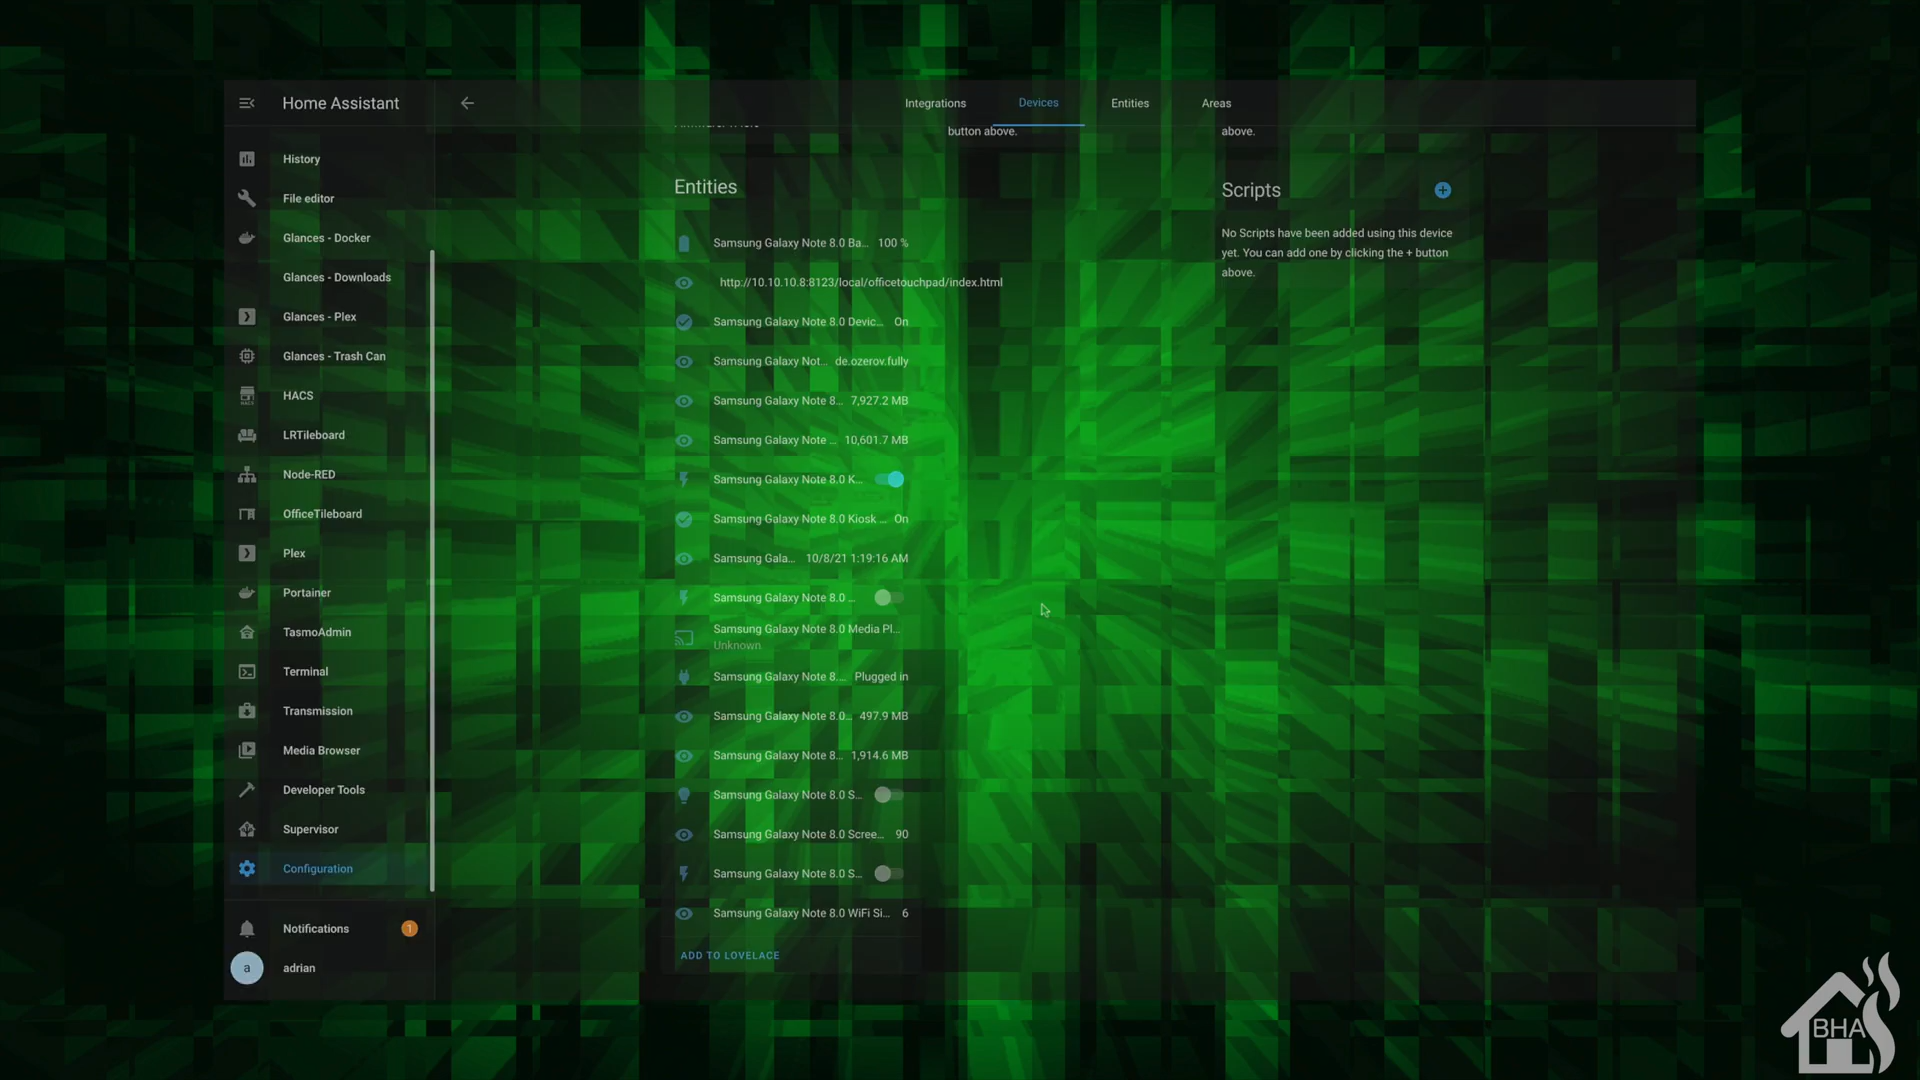 Home Assistant
Integrations
Devices
Entities
Areas
button above.
above.
History
File editor
Glances - Docker
Glances - Downloads
Glances - Plex
Glances - Trash Can
HACS
LRTileboard
Node-RED
OfficeTileboard
Plex
Portainer
TasmoAdmin
Terminal
Transmission
Media Browser
Developer Tools
Supervisor
Configuration
Notifications
1
a
adrian
Entities
Samsung Galaxy Note 8.0 Ba... 100 %
http://10.10.10.8:8123/local/officetouchpad/index.html
Samsung Galaxy Note 8.0 Devic... On
Samsung Galaxy Not... de.ozerov.fully
Samsung Galaxy Note 8... 7,927.2 MB
Samsung Galaxy Note ... 10,601.7 MB
Samsung Galaxy Note 8.0 K...
Samsung Galaxy Note 8.0 Kiosk ... On
Samsung Gala... 10/8/21 1:19:16 AM
Samsung Galaxy Note 8.0 ...
Samsung Galaxy Note 8.0 Media Pl...
Unknown
Samsung Galaxy Note 8.... Plugged in
Samsung Galaxy Note 8.0... 497.9 MB
Samsung Galaxy Note 8... 1,914.6 MB
Samsung Galaxy Note 8.0 S...
Samsung Galaxy Note 8.0 Scree... 90
Samsung Galaxy Note 8.0 S...
Samsung Galaxy Note 8.0 WiFi Si... 6
ADD TO LOVELACE
Scripts
No Scripts have been added using this device
yet. You can add one by clicking the + button
above.
BHA